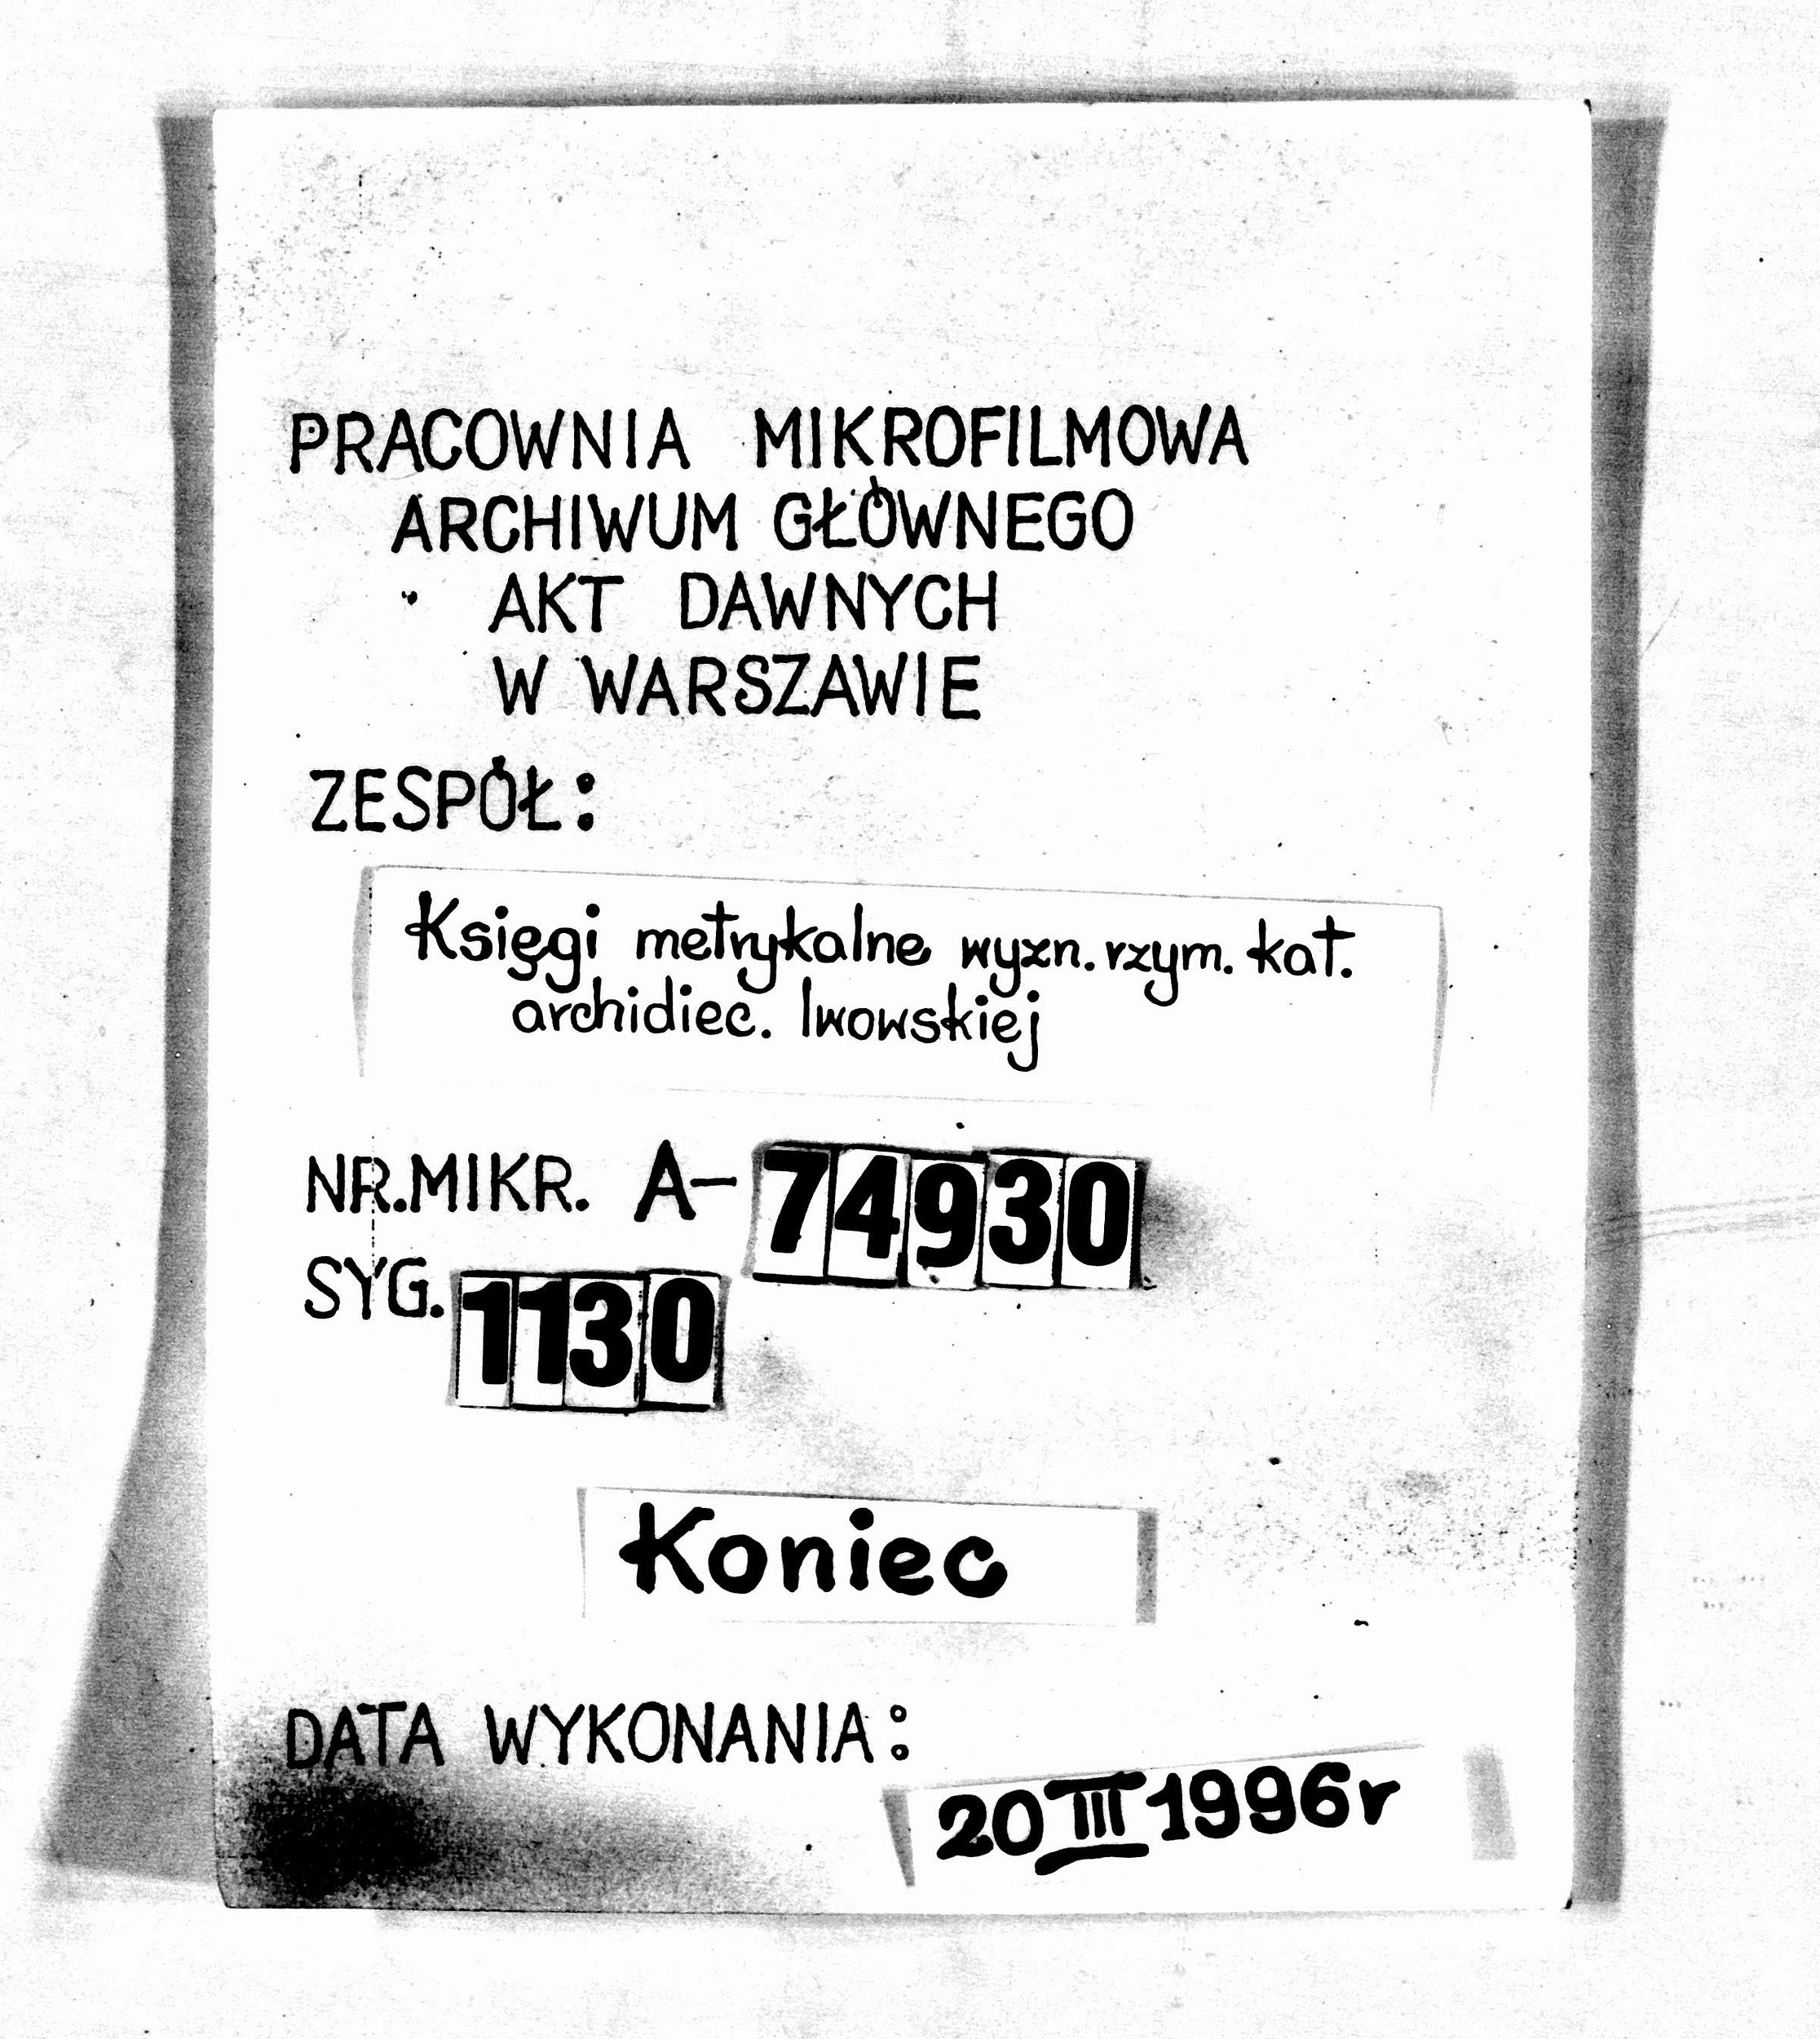 PRACOWNIA MIKROFILMOWA
ARCHIWUM GŁÓWNEGO
AKT DAWNYCH
W WARSZAWIE
ZESPÓŁ:
Księgi metrykalne wyzn. rzym. kat.
archidiec. lwowskiej
NR.MIKR. A-74930
SYG. 1130
Koniec
DATA WYKONANIA:
20 III 1996r